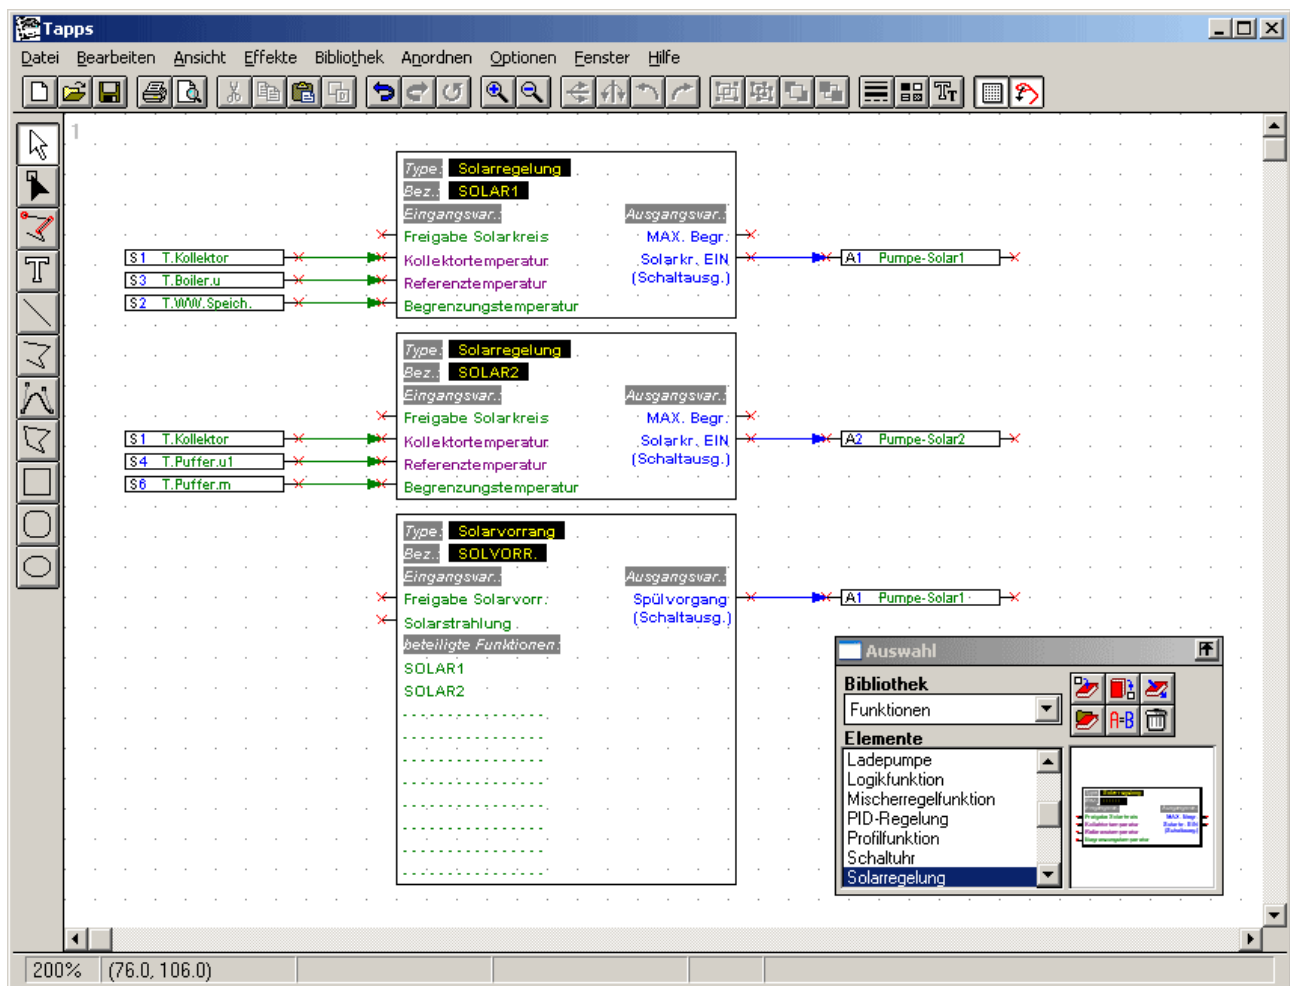 Tapps
Datei Bearbeiten Ansicht Effekte Bibliothek Anordnen Optionen Fenster Hilfe
1
Type: Solarregelung
Bez.: SOLAR1
Eingangsvar.: Ausgangsvar.:
Freigabe Solarkreis MAX. Begr.
S1 T.Kollektor Kollektortemperatur Solarkr. EIN A1 Pumpe-Solar1
S3 T.Boiler.u Referenztemperatur (Schaltausg.)
S2 T.WW.Speich. Begrenzungstemperatur
Type: Solarregelung
Bez.: SOLAR2
Eingangsvar.: Ausgangsvar.:
Freigabe Solarkreis MAX. Begr.
S1 T.Kollektor Kollektortemperatur Solarkr. EIN A2 Pumpe-Solar2
S4 T.Puffer.u1 Referenztemperatur (Schaltausg.)
S6 T.Puffer.m Begrenzungstemperatur
Type: Solarvorrang
Bez.: SOLVORR.
Eingangsvar.: Ausgangsvar.:
Freigabe Solarvorr. Spülvorgang A1 Pumpe-Solar1
Solarstrahlung (Schaltausg.)
beteiligte Funktionen:
SOLAR1
SOLAR2
Auswahl
Bibliothek
Funktionen
A=B
Elemente
Ladepumpe
Logikfunktion
Mischerregelfunktion
PID-Regelung
Profilfunktion
Schaltuhr
Solarregelung
200% (76.0, 106.0)